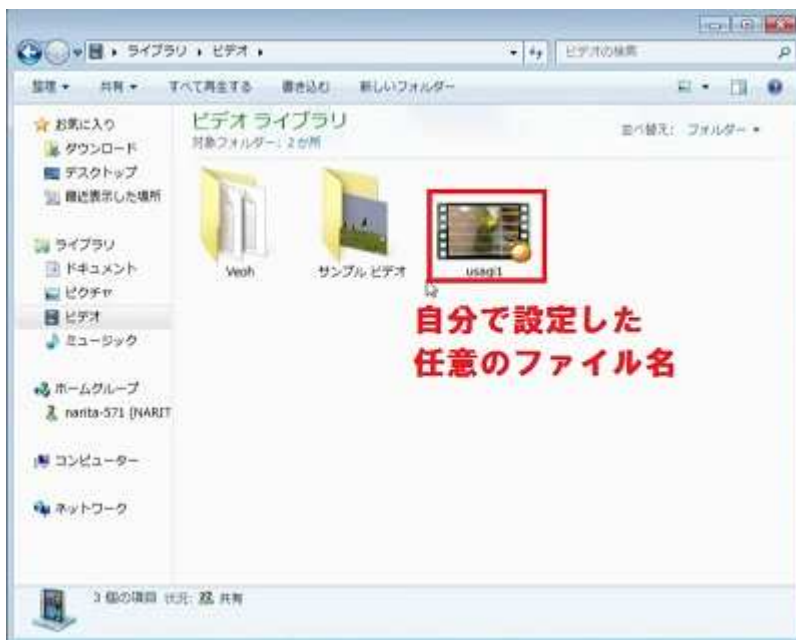 ライブラリ ▸ ビデオ ▸
ビデオの検索
整理 ▾ 共有 ▾ すべて再生する 書き込む 新しいフォルダー
お気に入り
ダウンロード
デスクトップ
最近表示した場所
ライブラリ
ドキュメント
ピクチャ
ビデオ
ミュージック
ホームグループ
narita-571 (NARIT
コンピューター
ネットワーク
ビデオ ライブラリ
対象フォルダー: 2 か所
並べ替え: フォルダー ▾
Veoh
サンプル ビデオ
usagi1
自分で設定した
任意のファイル名
3 個の項目 状況: 共有